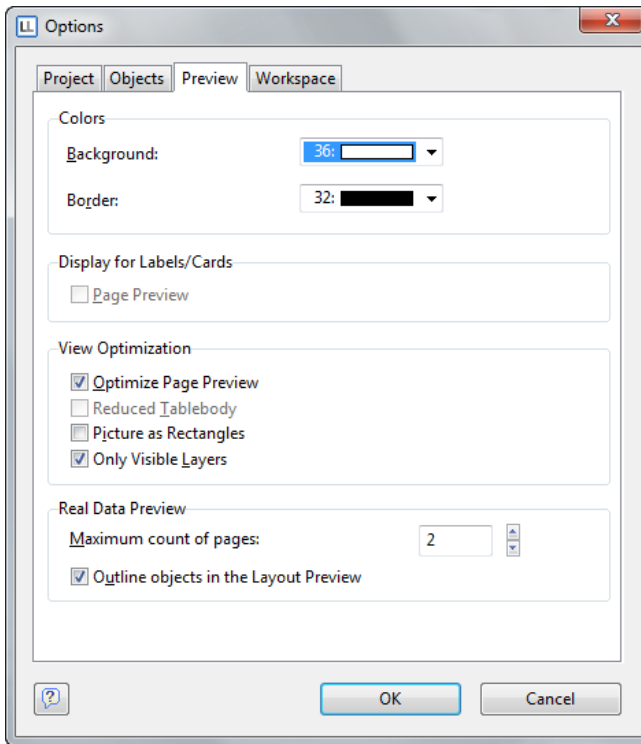 LL Options
Project Objects Preview Workspace
Colors
Background: 36:
Border: 32:
Display for Labels/Cards
Page Preview
View Optimization
Optimize Page Preview
Reduced Tablebody
Picture as Rectangles
Only Visible Layers
Real Data Preview
Maximum count of pages: 2
Outline objects in the Layout Preview
? OK Cancel